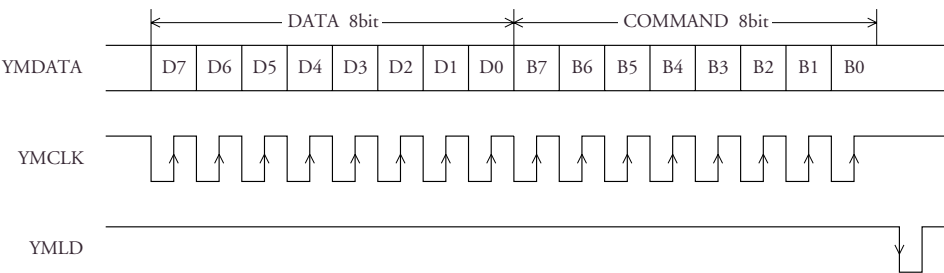 DATA 8bit COMMAND 8bit
YMDATA D7 D6 D5 D4 D3 D2 D1 D0 B7 B6 B5 B4 B3 B2 B1 B0
YMCLK
YMLD